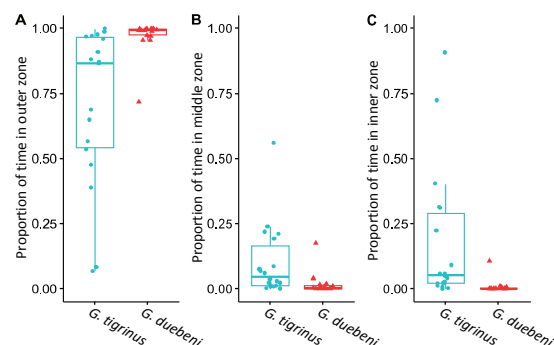 A
Proportion of time in outer zone
1.00
0.75
0.50
0.25
0.00
G. tigrinus
G. duebeni
B
Proportion of time in middle zone
1.00
0.75
0.50
0.25
0.00
G. tigrinus
G. duebeni
C
Proportion of time in inner zone
1.00
0.75
0.50
0.25
0.00
G. tigrinus
G. duebeni